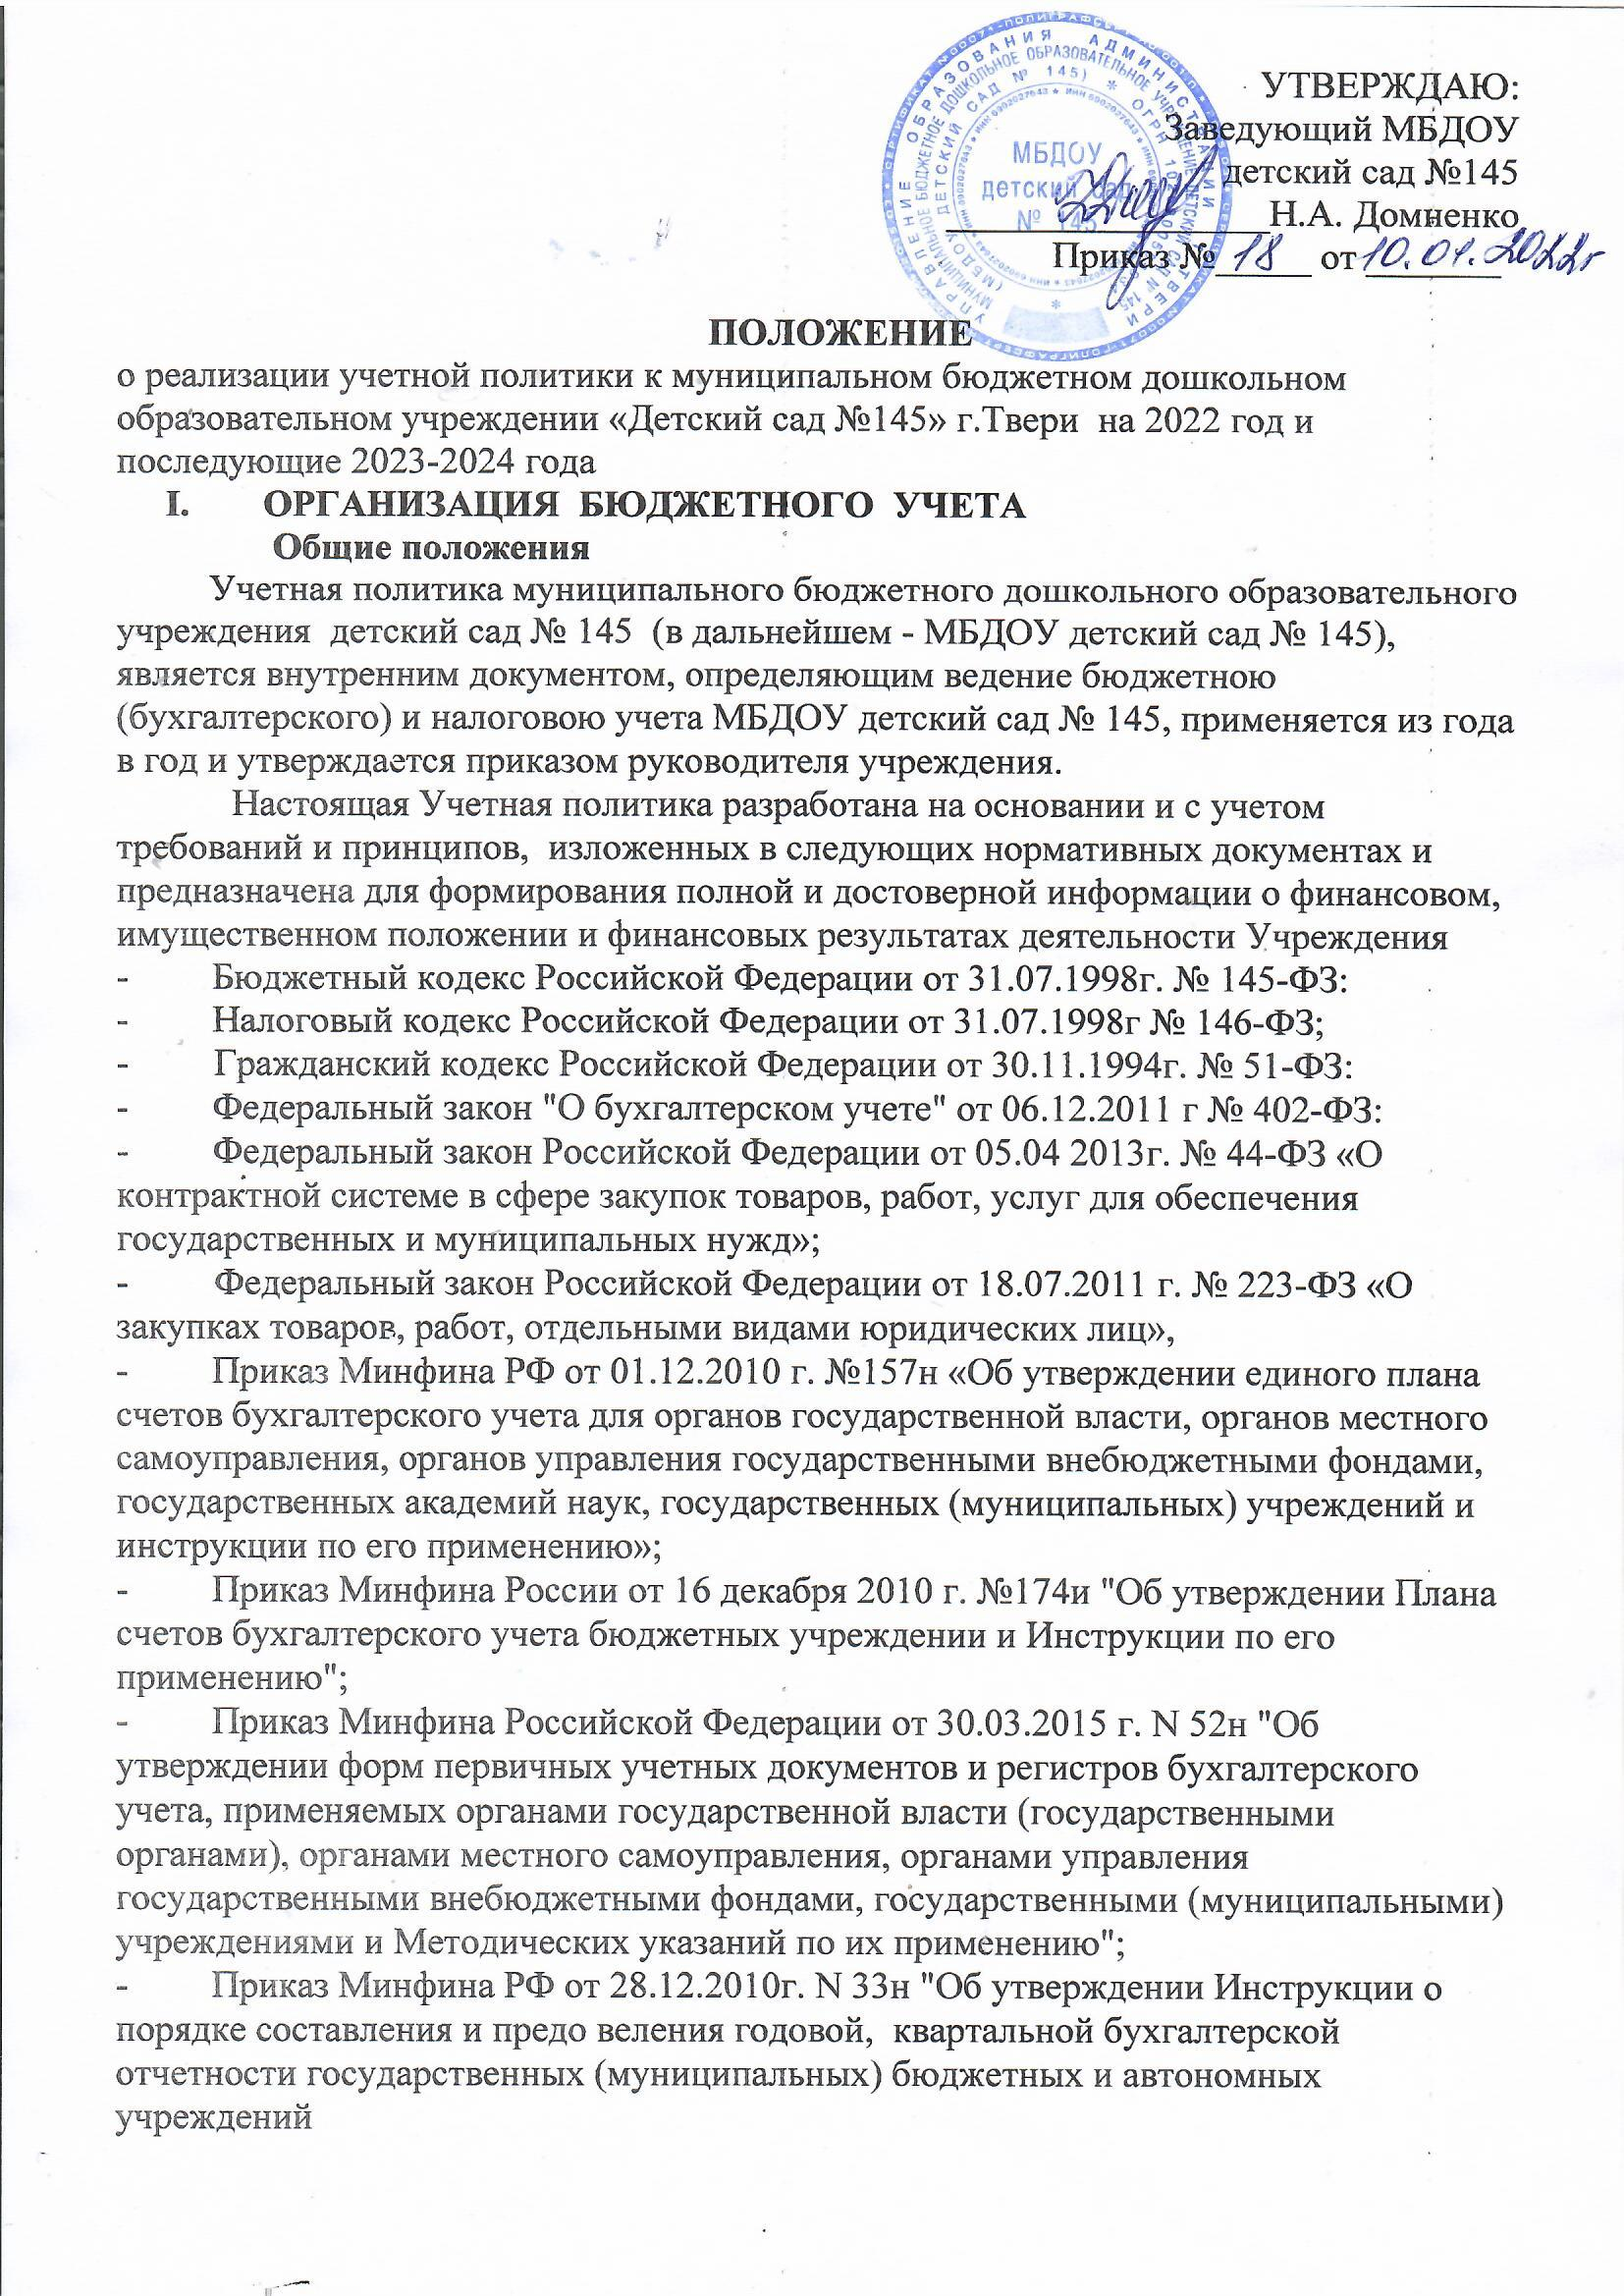 УТВЕРЖДАЮ:
Заведующий МБДОУ
детский сад №145
Н.А. Домненко
Приказ № 18 от 10.01.2022г
МБДОУ
детский сад
№ 145
ПОЛОЖЕНИЕ
о реализации учетной политики к муниципальном бюджетном дошкольном
образовательном учреждении «Детский сад №145» г.Твери на 2022 год и
последующие 2023-2024 года
I. ОРГАНИЗАЦИЯ БЮДЖЕТНОГО УЧЕТА
Общие положения
Учетная политика муниципального бюджетного дошкольного образовательного
учреждения детский сад № 145 (в дальнейшем - МБДОУ детский сад № 145),
является внутренним документом, определяющим ведение бюджетною
(бухгалтерского) и налоговою учета МБДОУ детский сад № 145, применяется из года
в год и утверждается приказом руководителя учреждения.
Настоящая Учетная политика разработана на основании и с учетом
требований и принципов, изложенных в следующих нормативных документах и
предназначена для формирования полной и достоверной информации о финансовом,
имущественном положении и финансовых результатах деятельности Учреждения
- Бюджетный кодекс Российской Федерации от 31.07.1998г. № 145-ФЗ:
- Налоговый кодекс Российской Федерации от 31.07.1998г № 146-ФЗ;
- Гражданский кодекс Российской Федерации от 30.11.1994г. № 51-ФЗ:
- Федеральный закон "О бухгалтерском учете" от 06.12.2011 г № 402-ФЗ:
- Федеральный закон Российской Федерации от 05.04 2013г. № 44-ФЗ «О
контрактной системе в сфере закупок товаров, работ, услуг для обеспечения
государственных и муниципальных нужд»;
- Федеральный закон Российской Федерации от 18.07.2011 г. № 223-ФЗ «О
закупках товаров, работ, отдельными видами юридических лиц»,
- Приказ Минфина РФ от 01.12.2010 г. №157н «Об утверждении единого плана
счетов бухгалтерского учета для органов государственной власти, органов местного
самоуправления, органов управления государственными внебюджетными фондами,
государственных академий наук, государственных (муниципальных) учреждений и
инструкции по его применению»;
- Приказ Минфина России от 16 декабря 2010 г. №174и "Об утверждении Плана
счетов бухгалтерского учета бюджетных учреждении и Инструкции по его
применению";
- Приказ Минфина Российской Федерации от 30.03.2015 г. N 52н "Об
утверждении форм первичных учетных документов и регистров бухгалтерского
учета, применяемых органами государственной власти (государственными
органами), органами местного самоуправления, органами управления
государственными внебюджетными фондами, государственными (муниципальными)
учреждениями и Методических указаний по их применению";
- Приказ Минфина РФ от 28.12.2010г. N 33н "Об утверждении Инструкции о
порядке составления и предо веления годовой, квартальной бухгалтерской
отчетности государственных (муниципальных) бюджетных и автономных
учреждений